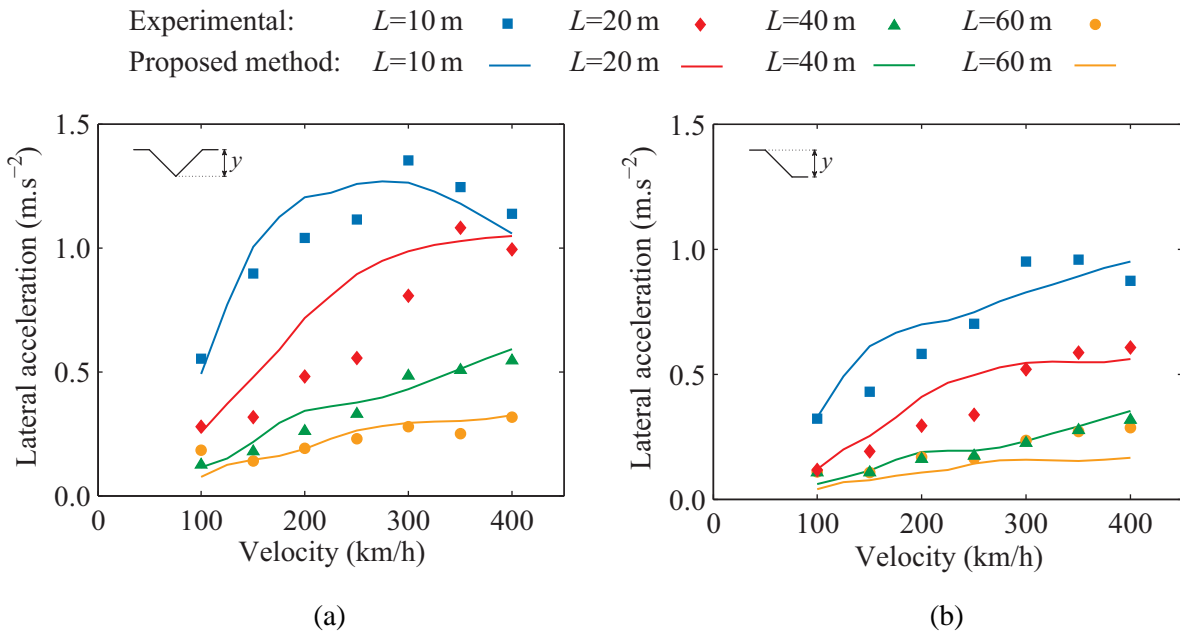 Experimental: L=10 m L=20 m L=40 m L=60 m
Proposed method: L=10 m L=20 m L=40 m L=60 m
1.5
1.0
0.5
0.0
Lateral acceleration (m.s⁻²)
y
0 100 200 300 400
Velocity (km/h)
(a)
1.5
1.0
0.5
0.0
Lateral acceleration (m.s⁻²)
y
0 100 200 300 400
Velocity (km/h)
(b)